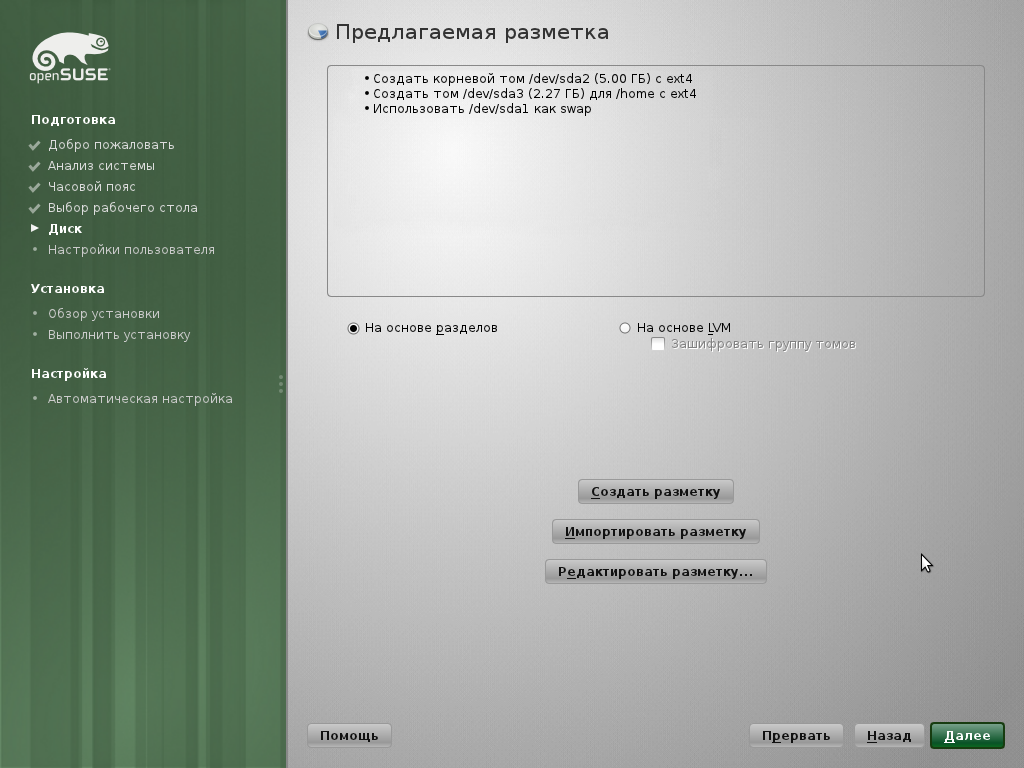 openSUSE
Подготовка
Добро пожаловать
Анализ системы
Часовой пояс
Выбор рабочего стола
Диск
Настройки пользователя
Установка
Обзор установки
Выполнить установку
Настройка
Автоматическая настройка
Предлагаемая разметка
• Создать корневой том /dev/sda2 (5.00 ГБ) с ext4
• Создать том /dev/sda3 (2.27 ГБ) для /home с ext4
• Использовать /dev/sda1 как swap
На основе разделов
На основе LVM
Зашифровать группу томов
Создать разметку
Импортировать разметку
Редактировать разметку...
Помощь
Прервать
Назад
Далее